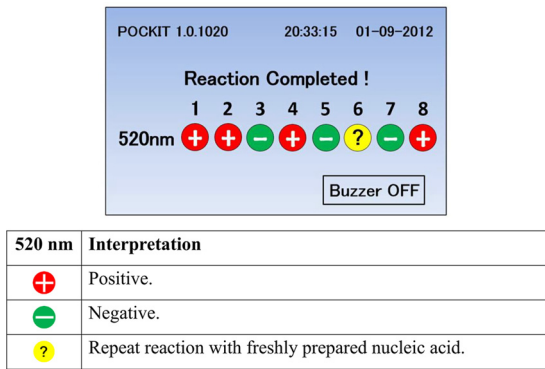 POCKIT 1.0.1020 20:33:15 01-09-2012
Reaction Completed !
1 2 3 4 5 6 7 8
520nm + + − + − ? − +
Buzzer OFF
520 nm Interpretation
+ Positive.
− Negative.
? Repeat reaction with freshly prepared nucleic acid.